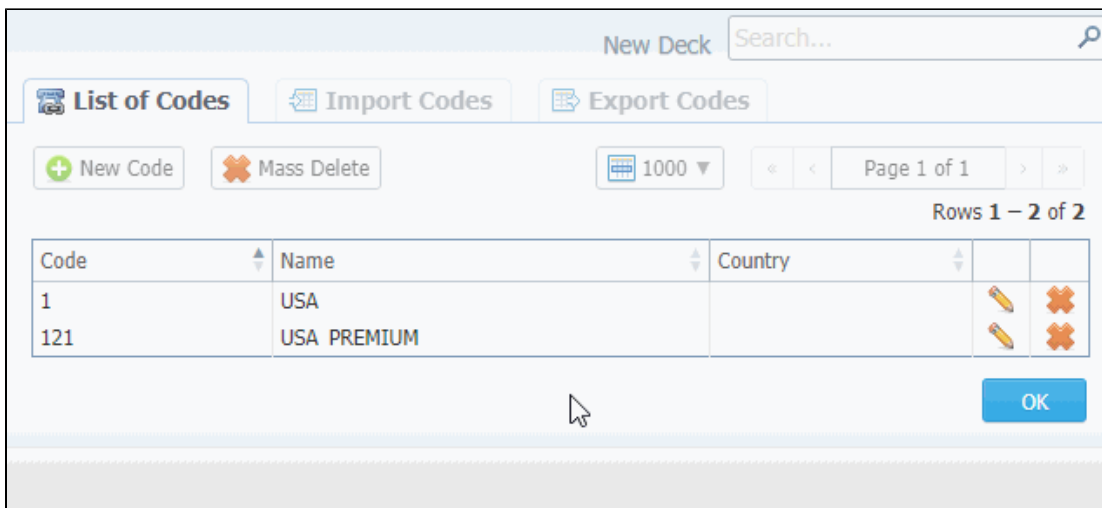 New Deck Search...
List of Codes Import Codes Export Codes
New Code Mass Delete 1000 ▼ « < Page 1 of 1 > »
Rows 1 – 2 of 2
Code Name Country
1 USA
121 USA PREMIUM
OK